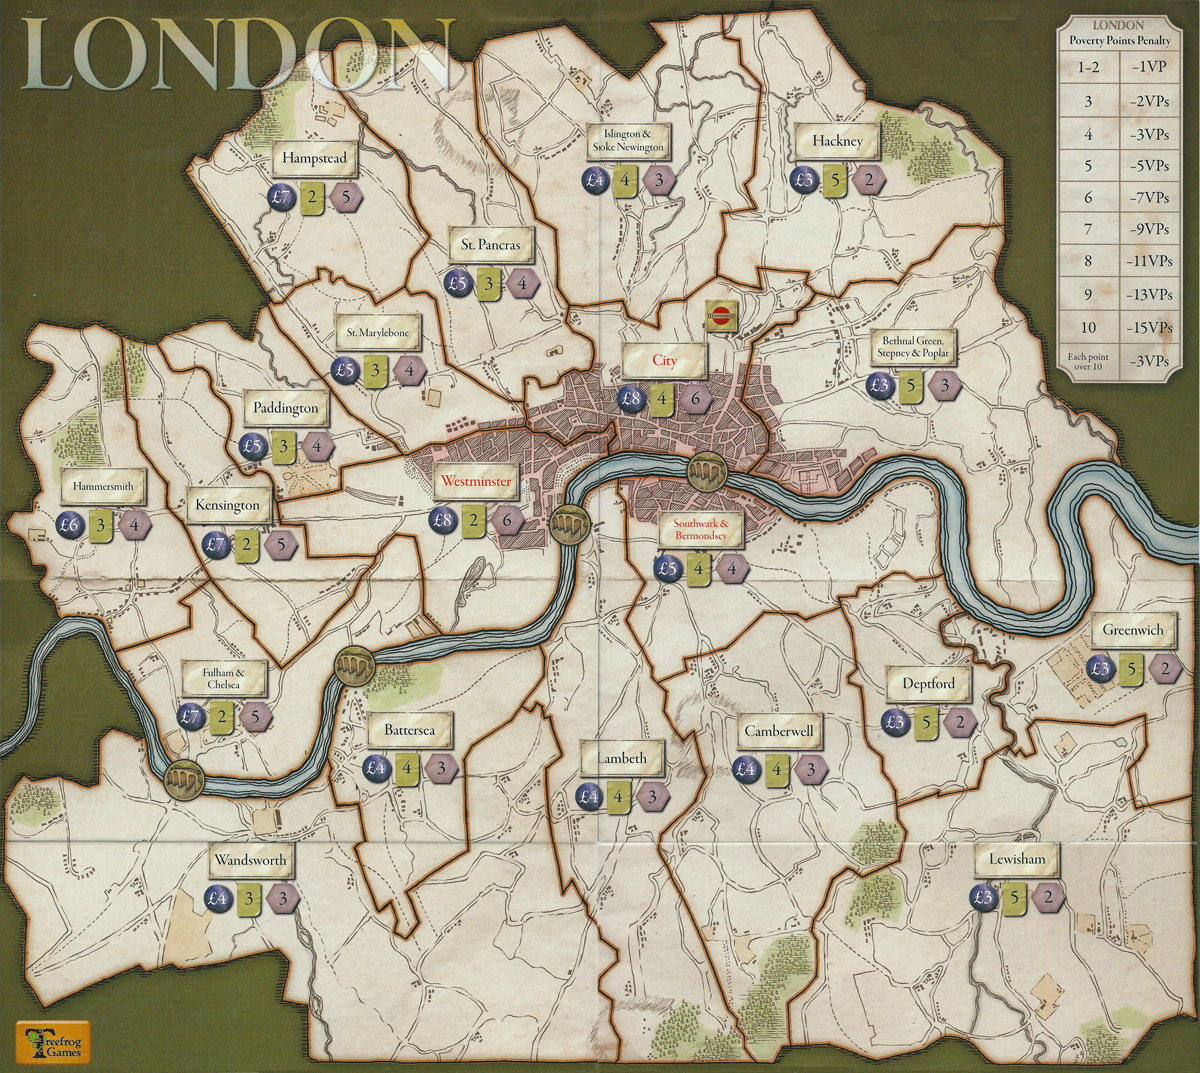 LONDON
LONDON
Poverty Points Penalty
1-2 -1VP
3 -2VPs
4 -3VPs
5 -5VPs
6 -7VPs
7 -9VPs
8 -11VPs
9 -13VPs
10 -15VPs
Each point
over 10
-3VPs
Hampstead
£7 2 5
Islington &
Stoke Newington
£4 4 3
Hackney
£3 5 2
St. Pancras
£5 3 4
St. Marylebone
£5 3 4
City
£8 4 6
Bethnal Green,
Stepney & Poplar
£3 5 3
Paddington
£5 3 4
Hammersmith
£6 3 4
Kensington
£7 2 5
Westminster
£8 2 6
Southwark &
Bermondsey
£5 4 4
Greenwich
£3 5 2
Fulham &
Chelsea
£7 2 5
Deptford
£3 5 2
Battersea
£4 4 3
Lambeth
£4 4 3
Camberwell
£4 4 3
Wandsworth
£4 3 3
Lewisham
£3 5 2
Treefrog
Games